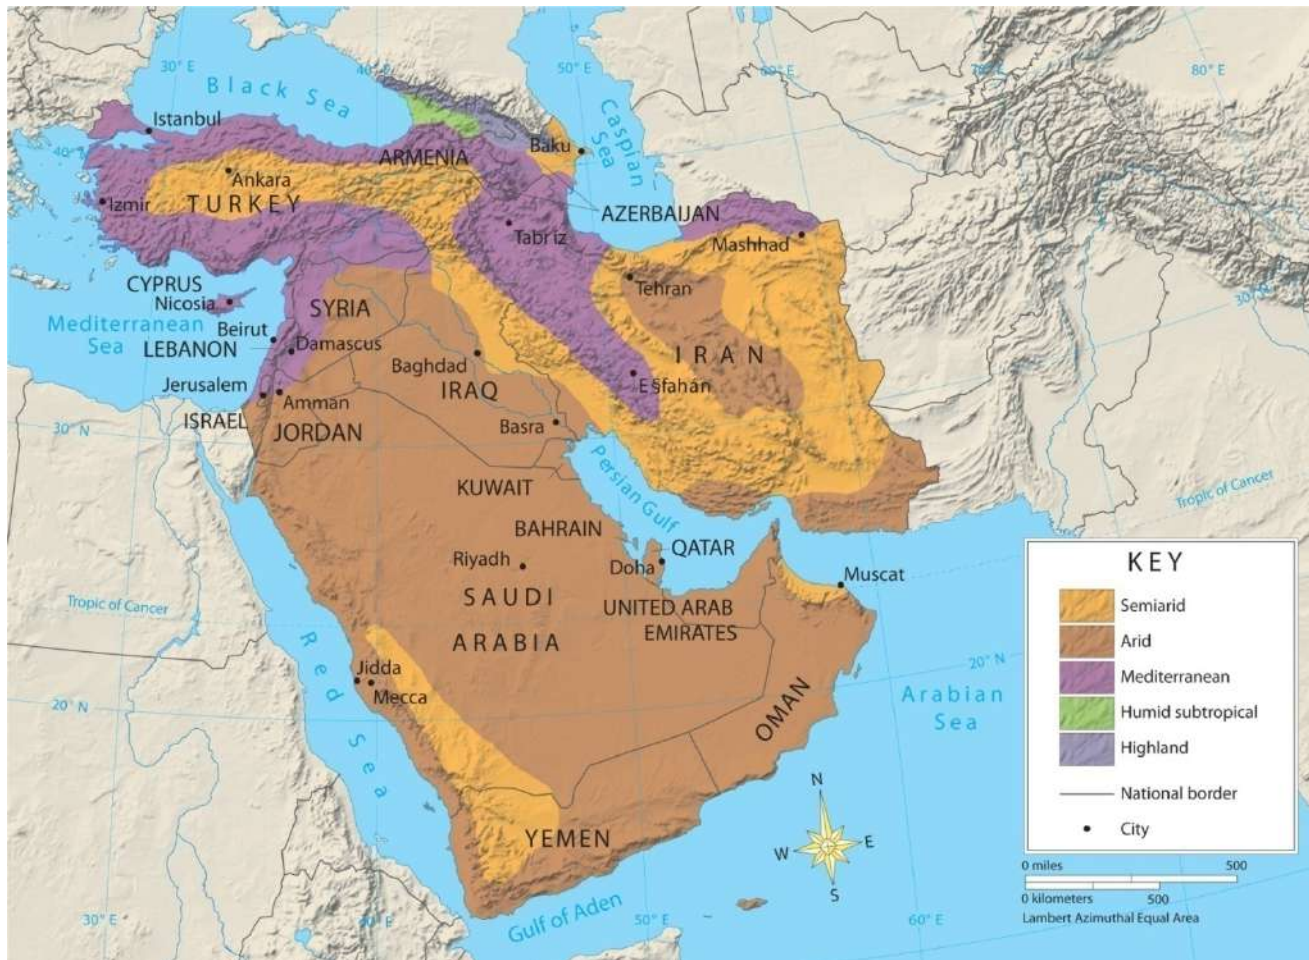 30° E
40° E
50° E
60° E
70° E
80° E
Black Sea
Caspian
Sea
Istanbul
40° N
ARMENIA
Baku
Ankara
TURKEY
Izmir
AZERBAIJAN
Tabriz
Mashhad
CYPRUS
Nicosia
Tehran
SYRIA
30° N
Mediterranean
Sea
Beirut
LEBANON
Damascus
Baghdad
IRAN
IRAQ
Esfahan
Jerusalem
Amman
ISRAEL
JORDAN
Basra
30° N
KUWAIT
Persian Gulf
Tropic of Cancer
BAHRAIN
QATAR
Riyadh
Doha
Muscat
SAUDI
ARABIA
UNITED ARAB
EMIRATES
Tropic of Cancer
Red Sea
Jidda
Mecca
20° N
20° N
Arabian
Sea
OMAN
YEMEN
Gulf of Aden
30° E
40° E
50° E
60° E
N
W
E
S
KEY
Semiarid
Arid
Mediterranean
Humid subtropical
Highland
National border
City
0 miles 500
0 kilometers 500
Lambert Azimuthal Equal Area